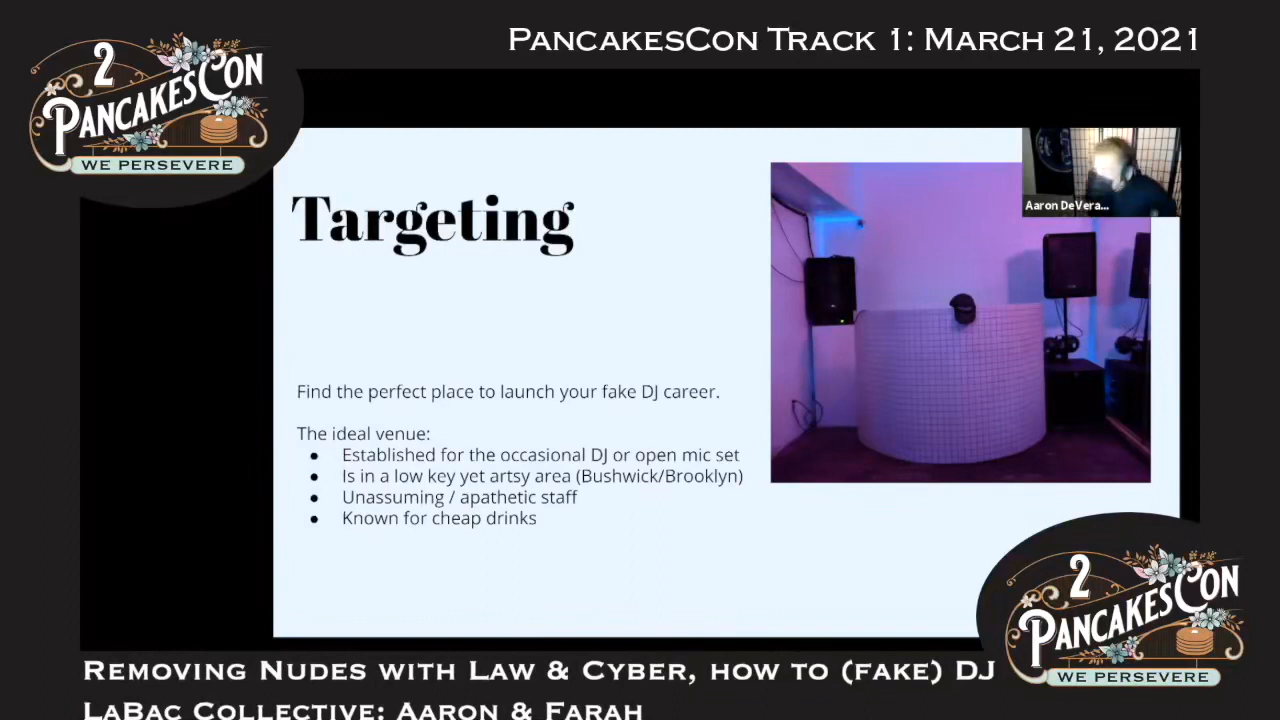 PancakesCon Track 1: March 21, 2021
2
PancakesCon
WE PERSEVERE
Aaron DeVera...
Targeting
Find the perfect place to launch your fake DJ career.
The ideal venue:
● Established for the occasional DJ or open mic set
● Is in a low key yet artsy area (Bushwick/Brooklyn)
● Unassuming / apathetic staff
● Known for cheap drinks
2
PancakesCon
WE PERSEVERE
Removing Nudes with Law & Cyber, how to (fake) DJ
LaBac Collective: Aaron & Farah